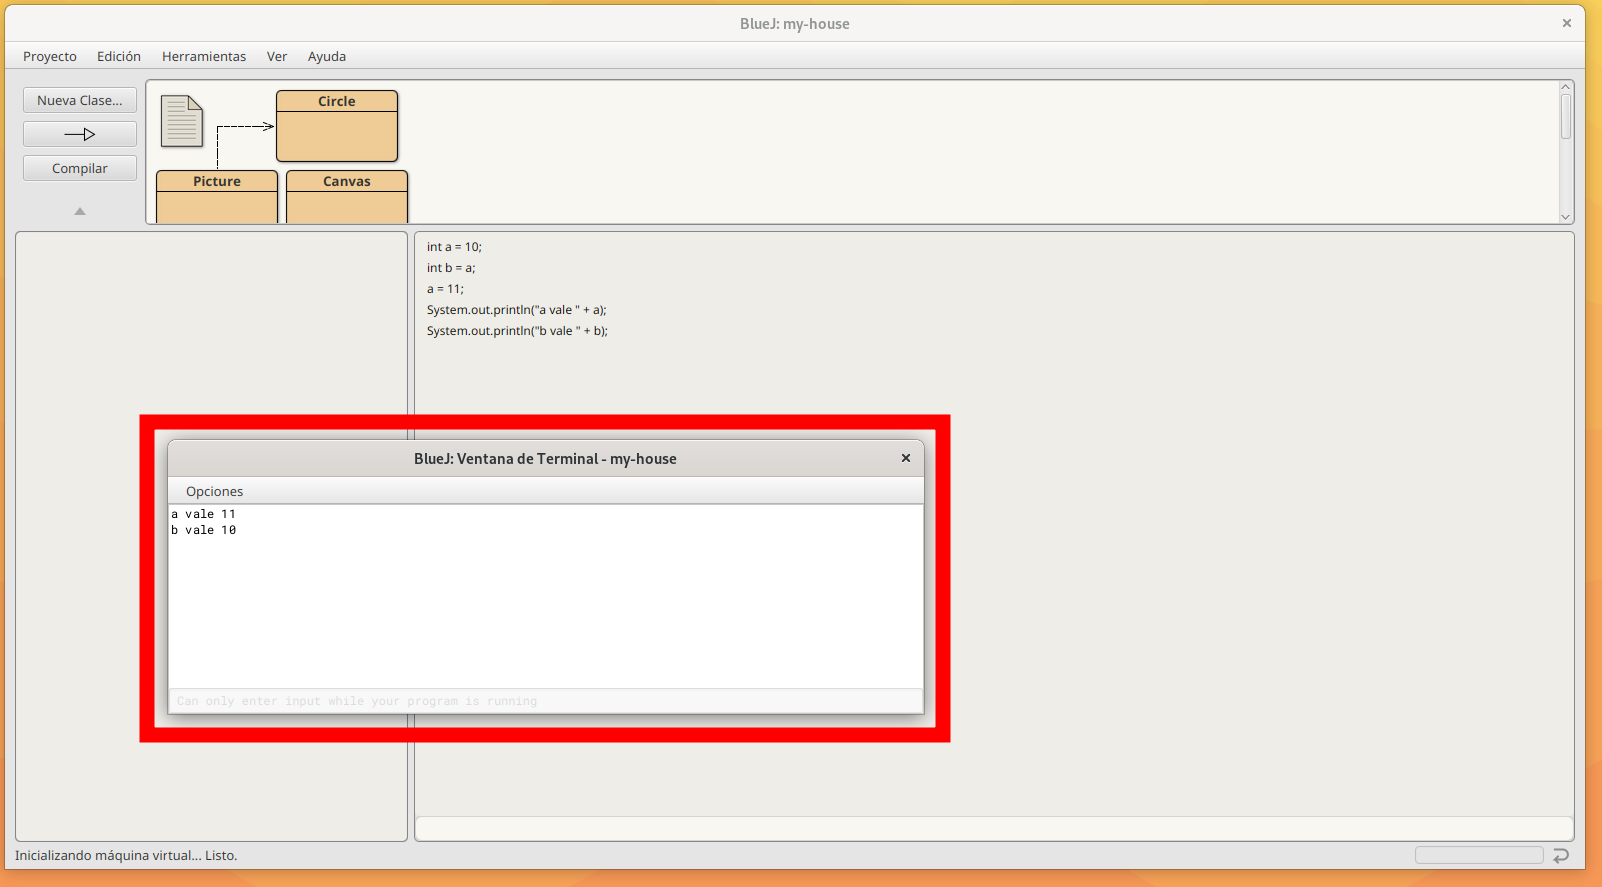 BlueJ: my-house
Proyecto Edición Herramientas Ver Ayuda
Nueva Clase...
Compilar
Circle
Picture
Canvas
int a = 10;
int b = a;
a = 11;
System.out.println("a vale " + a);
System.out.println("b vale " + b);
BlueJ: Ventana de Terminal - my-house
Opciones
a vale 11
b vale 10
Can only enter input while your program is running
Inicializando máquina virtual... Listo.